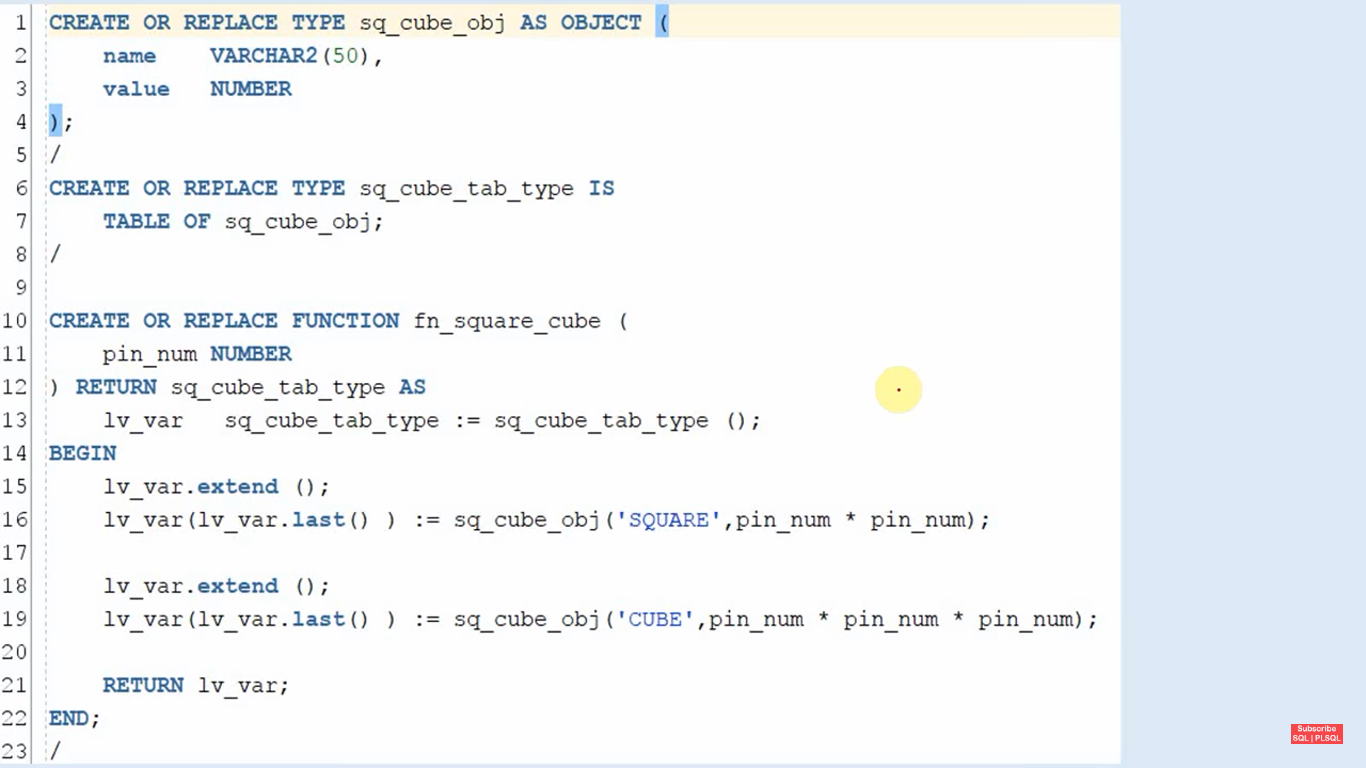 1 CREATE OR REPLACE TYPE sq_cube_obj AS OBJECT (
2     name    VARCHAR2(50),
3     value   NUMBER
4 );
5 /
6 CREATE OR REPLACE TYPE sq_cube_tab_type IS
7     TABLE OF sq_cube_obj;
8 /
9
10 CREATE OR REPLACE FUNCTION fn_square_cube (
11     pin_num NUMBER
12 ) RETURN sq_cube_tab_type AS
13     lv_var   sq_cube_tab_type := sq_cube_tab_type ();
14 BEGIN
15     lv_var.extend ();
16     lv_var(lv_var.last() ) := sq_cube_obj('SQUARE',pin_num * pin_num);
17
18     lv_var.extend ();
19     lv_var(lv_var.last() ) := sq_cube_obj('CUBE',pin_num * pin_num * pin_num);
20
21     RETURN lv_var;
22 END;
23 /
Subscribe
SQL | PLSQL